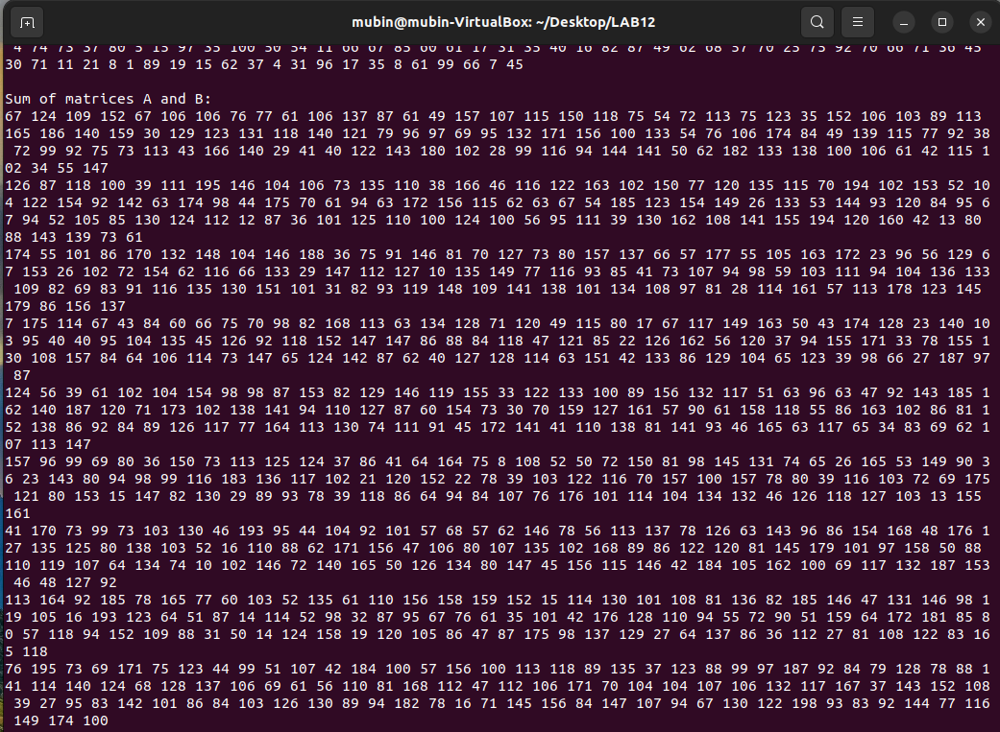 mubin@mubin-VirtualBox: ~/Desktop/LAB12
4 74 73 37 80 5 15 97 35 100 50 34 11 66 67 85 60 61 17 31 35 40 16 82 87 49 62 68 37 70 25 75 92 70 66 71 36 45
30 71 11 21 8 1 89 19 15 62 37 4 31 96 17 35 8 61 99 66 7 45
Sum of matrices A and B:
67 124 109 152 67 106 106 76 77 61 106 137 87 61 49 157 107 115 150 118 75 54 72 113 75 123 35 152 106 103 89 113
165 186 140 159 30 129 123 131 118 140 121 79 96 97 69 95 132 171 156 100 133 54 76 106 174 84 49 139 115 77 92 38
72 99 92 75 73 113 43 166 140 29 41 40 122 143 180 102 28 99 116 94 144 141 50 62 182 133 138 100 106 61 42 115 1
02 34 55 147
126 87 118 100 39 111 195 146 104 106 73 135 110 38 166 46 116 122 163 102 150 77 120 135 115 70 194 102 153 52 10
4 122 154 92 142 63 174 98 44 175 70 61 94 63 172 156 115 62 63 67 54 185 123 154 149 26 133 53 144 93 120 84 95 6
7 94 52 105 85 130 124 112 12 87 36 101 125 110 100 124 100 56 95 111 39 130 162 108 141 155 194 120 160 42 13 80
88 143 139 73 61
174 55 101 86 170 132 148 104 146 188 36 75 91 146 81 70 127 73 80 157 137 66 57 177 55 105 163 172 23 96 56 129 6
7 153 26 102 72 154 62 116 66 133 29 147 112 127 10 135 149 77 116 93 85 41 73 107 94 98 59 103 111 94 104 136 133
109 82 69 83 91 116 135 130 151 101 31 82 93 119 148 109 141 138 101 134 108 97 81 28 114 161 57 113 178 123 145
179 86 156 137
7 175 114 67 43 84 60 66 75 70 98 82 168 113 63 134 128 71 120 49 115 80 17 67 117 149 163 50 43 174 128 23 140 10
3 95 40 40 95 104 135 45 126 92 118 152 147 147 86 88 84 118 47 121 85 22 126 162 56 120 37 94 155 171 33 78 155 1
30 108 157 84 64 106 114 73 147 65 124 142 87 62 40 127 128 114 63 151 42 133 86 129 104 65 123 39 98 66 27 187 97
87
124 56 39 61 102 104 154 98 98 87 153 82 129 146 119 155 33 122 133 100 89 156 132 117 51 63 96 63 47 92 143 185 1
62 140 187 120 71 173 102 138 141 94 110 127 87 60 154 73 30 70 159 127 161 57 90 61 158 118 55 86 163 102 86 81 1
52 138 86 92 84 89 126 117 77 164 113 130 74 111 91 45 172 141 41 110 138 81 141 93 46 165 63 117 65 34 83 69 62 1
07 113 147
157 96 99 69 80 36 150 73 113 125 124 37 86 41 64 164 75 8 108 52 50 72 150 81 98 145 131 74 65 26 165 53 149 90 3
6 23 143 80 94 98 99 116 183 136 117 102 21 120 152 22 78 39 103 122 116 70 157 100 157 78 80 39 116 103 72 69 175
121 80 153 15 147 82 130 29 89 93 78 39 118 86 64 94 84 107 76 176 101 114 104 134 132 46 126 118 127 103 13 155
161
41 170 73 99 73 103 130 46 193 95 44 104 92 101 57 68 57 62 146 78 56 113 137 78 126 63 143 96 86 154 168 48 176 1
27 135 125 80 138 103 52 16 110 88 62 171 156 47 106 80 107 135 102 168 89 86 122 120 81 145 179 101 97 158 50 88
110 119 107 64 134 74 10 102 146 72 140 165 50 126 134 80 147 45 156 115 146 42 184 105 162 100 69 117 132 187 153
46 48 127 92
113 164 92 185 78 165 77 60 103 52 135 61 110 156 158 159 152 15 114 130 101 108 81 136 82 185 146 47 131 146 98 1
19 105 16 193 123 64 51 87 14 114 52 98 32 87 95 67 76 61 35 101 42 176 128 110 94 55 72 90 51 159 64 172 181 85 8
0 57 118 94 152 109 88 31 50 14 124 158 19 120 105 86 47 87 175 98 137 129 27 64 137 86 36 112 27 81 108 122 83 16
5 118
76 195 73 69 171 75 123 44 99 51 107 42 184 100 57 156 100 113 118 89 135 37 123 88 99 97 187 92 84 79 128 78 88 1
41 114 140 124 68 128 137 106 69 61 56 110 81 168 112 47 112 106 171 70 104 104 107 106 132 117 167 37 143 152 108
39 27 95 83 142 101 86 84 103 126 130 89 94 182 78 16 71 145 156 84 147 107 94 67 130 122 198 93 83 92 144 77 116
149 174 100